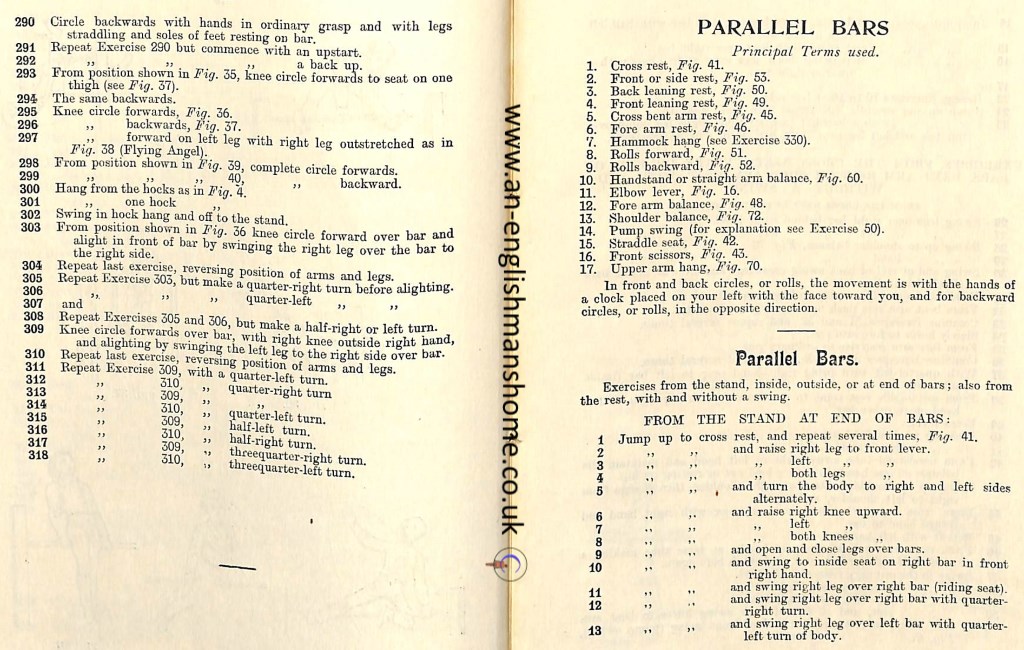 290 Circle backwards with hands in ordinary grasp and with legs
straddling and soles of feet resting on bar.
291 Repeat Exercise 290 but commence with an upstart.
292 ,, ,, ,, a back up.
293 From position shown in Fig. 35, knee circle forwards to seat on one
thigh (see Fig. 37).
294 The same backwards.
295 Knee circle forwards, Fig. 36.
296 ,, backwards, Fig. 37.
297 ,, forward on left leg with right leg outstretched as in
Fig. 38 (Flying Angel).
298 From position shown in Fig. 39, complete circle forwards.
299 ,, ,, ,, 40, ,, backward.
300 Hang from the hocks as in Fig. 4.
301 ,, one hock ,,
302 Swing in hock hang and off to the stand.
303 From position shown in Fig. 36 knee circle forward over bar and
alight in front of bar by swinging the right leg over the bar to
the right side.
304 Repeat last exercise, reversing position of arms and legs.
305 Repeat Exercise 303, but make a quarter-right turn before alighting.
306 ,, ,, ,, quarter-left ,, ,,
307 and
308 Repeat Exercises 305 and 306, but make a half-right or left turn.
309 Knee circle forwards over bar, with right knee outside right hand,
and alighting by swinging the left leg to the right side over bar.
310 Repeat last exercise, reversing position of arms and legs.
311 Repeat Exercise 309, with a quarter-left turn.
312 ,, 310, ,, quarter-right turn
313 ,, 309, ,, ,,
314 ,, 310, ,, quarter-left turn.
315 ,, 309, ,, half-left turn.
316 ,, 310, ,, half-right turn.
317 ,, 309, ,, threequarter-right turn.
318 ,, 310, ,, threequarter-left turn.
www.an-englishmanshome.co.uk
PARALLEL BARS
Principal Terms used.
1. Cross rest, Fig. 41.
2. Front or side rest, Fig. 53.
3. Back leaning rest, Fig. 50.
4. Front leaning rest, Fig. 49.
5. Cross bent arm rest, Fig. 45.
6. Fore arm rest, Fig. 46.
7. Hammock hang (see Exercise 330).
8. Rolls forward, Fig. 51.
9. Rolls backward, Fig. 52.
10. Handstand or straight arm balance, Fig. 60.
11. Elbow lever, Fig. 16.
12. Fore arm balance, Fig. 48.
13. Shoulder balance, Fig. 72.
14. Pump swing (for explanation see Exercise 50).
15. Straddle seat, Fig. 42.
16. Front scissors, Fig. 43.
17. Upper arm hang, Fig. 70.
In front and back circles, or rolls, the movement is with the hands of
a clock placed on your left with the face toward you, and for backward
circles, or rolls, in the opposite direction.
Parallel Bars.
Exercises from the stand, inside, outside, or at end of bars; also from
the rest, with and without a swing.
FROM THE STAND AT END OF BARS:
1 Jump up to cross rest, and repeat several times, Fig. 41.
2 ,, ,, and raise right leg to front lever.
3 ,, ,, ,, left ,, ,,
4 ,, ,, ,, both legs ,,
5 ,, ,, and turn the body to right and left sides
alternately.
6 ,, ,, and raise right knee upward.
7 ,, ,, ,, left ,,
8 ,, ,, ,, both knees ,,
9 ,, ,, and open and close legs over bars.
10 ,, ,, and swing to inside seat on right bar in front
right hand.
11 ,, ,, and swing right leg over right bar (riding seat).
12 ,, ,, and swing right leg over right bar with quarter-
right turn.
13 ,, ,, and swing right leg over left bar with quarter-
left turn of body.